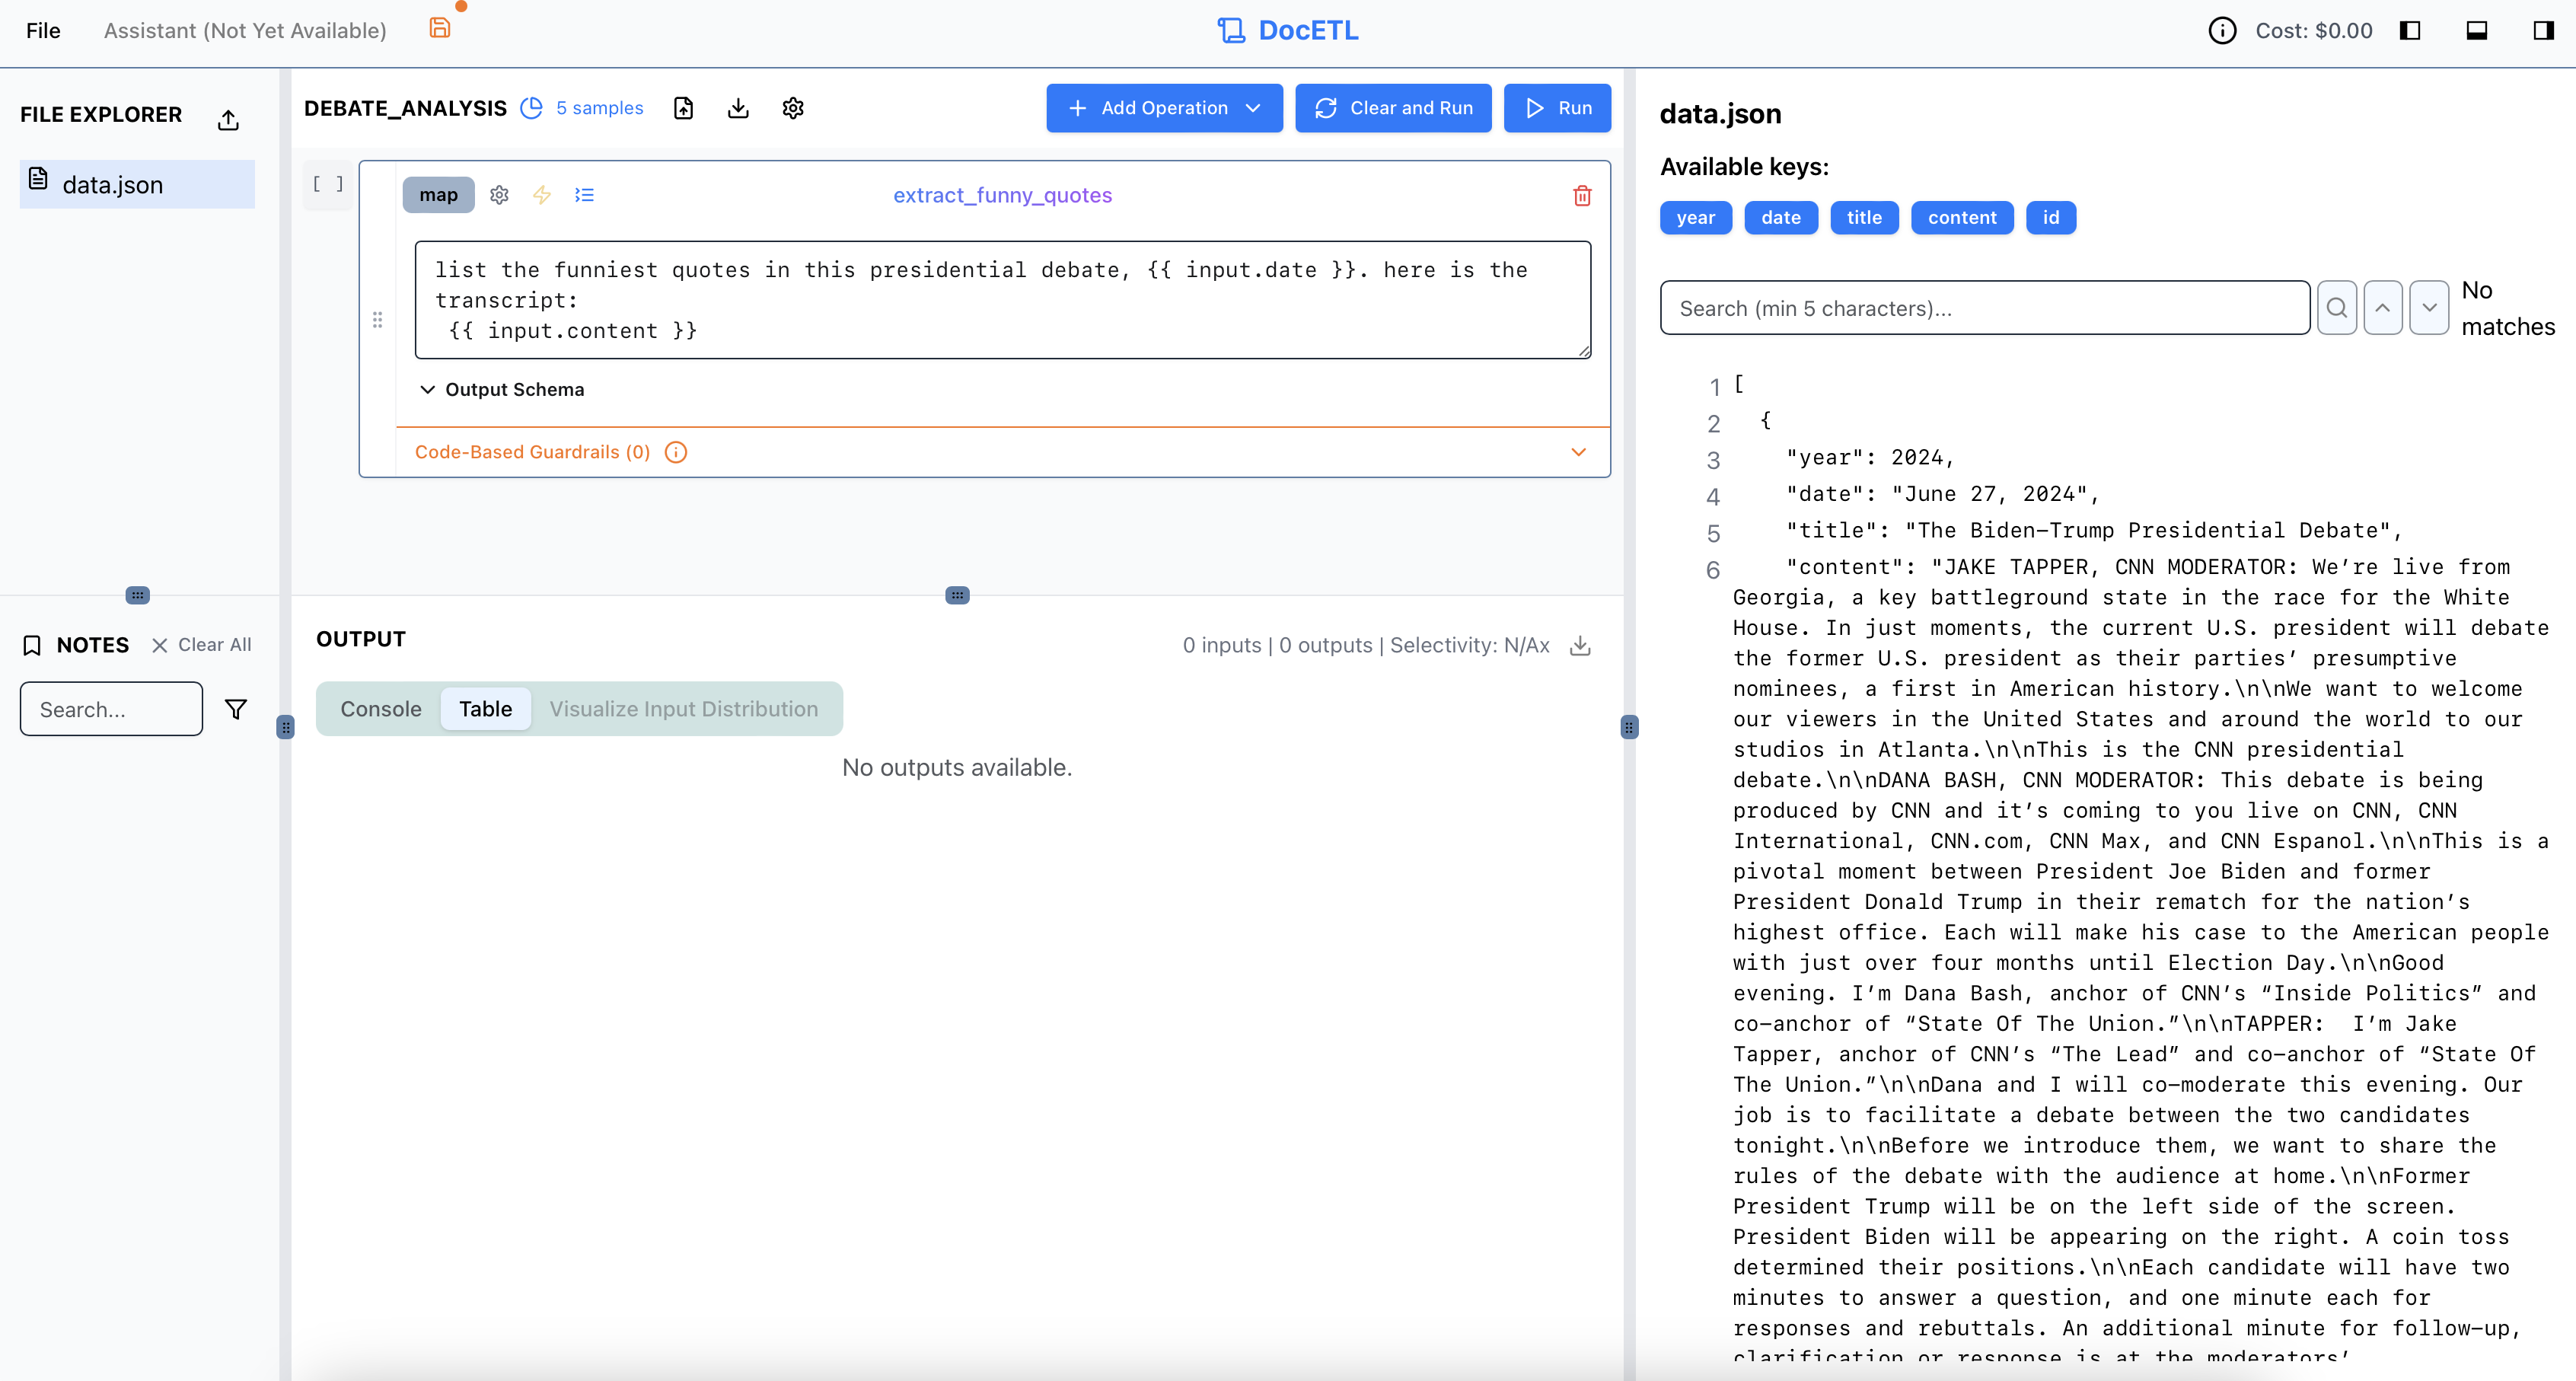 File
Assistant (Not Yet Available)
DocETL
Cost: $0.00
FILE EXPLORER
data.json
NOTES
Clear All
Search...
DEBATE_ANALYSIS
5 samples
Add Operation
Clear and Run
Run
[ ]
map
extract_funny_quotes
list the funniest quotes in this presidential debate, {{ input.date }}. here is the
transcript:
{{ input.content }}
Output Schema
Code-Based Guardrails (0)
OUTPUT
0 inputs | 0 outputs | Selectivity: N/Ax
Console
Table
Visualize Input Distribution
No outputs available.
data.json
Available keys:
year
date
title
content
id
Search (min 5 characters)...
No
matches
1 [
2 {
3 "year": 2024,
4 "date": "June 27, 2024",
5 "title": "The Biden–Trump Presidential Debate",
6 "content": "JAKE TAPPER, CNN MODERATOR: We’re live from
Georgia, a key battleground state in the race for the White
House. In just moments, the current U.S. president will debate
the former U.S. president as their parties’ presumptive
nominees, a first in American history.\n\nWe want to welcome
our viewers in the United States and around the world to our
studios in Atlanta.\n\nThis is the CNN presidential
debate.\n\nDANA BASH, CNN MODERATOR: This debate is being
produced by CNN and it’s coming to you live on CNN, CNN
International, CNN.com, CNN Max, and CNN Espanol.\n\nThis is a
pivotal moment between President Joe Biden and former
President Donald Trump in their rematch for the nation’s
highest office. Each will make his case to the American people
with just over four months until Election Day.\n\nGood
evening. I’m Dana Bash, anchor of CNN’s “Inside Politics” and
co–anchor of “State Of The Union.”\n\nTAPPER:  I’m Jake
Tapper, anchor of CNN’s “The Lead” and co–anchor of “State Of
The Union.”\n\nDana and I will co–moderate this evening. Our
job is to facilitate a debate between the two candidates
tonight.\n\nBefore we introduce them, we want to share the
rules of the debate with the audience at home.\n\nFormer
President Trump will be on the left side of the screen.
President Biden will be appearing on the right. A coin toss
determined their positions.\n\nEach candidate will have two
minutes to answer a question, and one minute each for
responses and rebuttals. An additional minute for follow–up,
clarification or response is at the moderators’